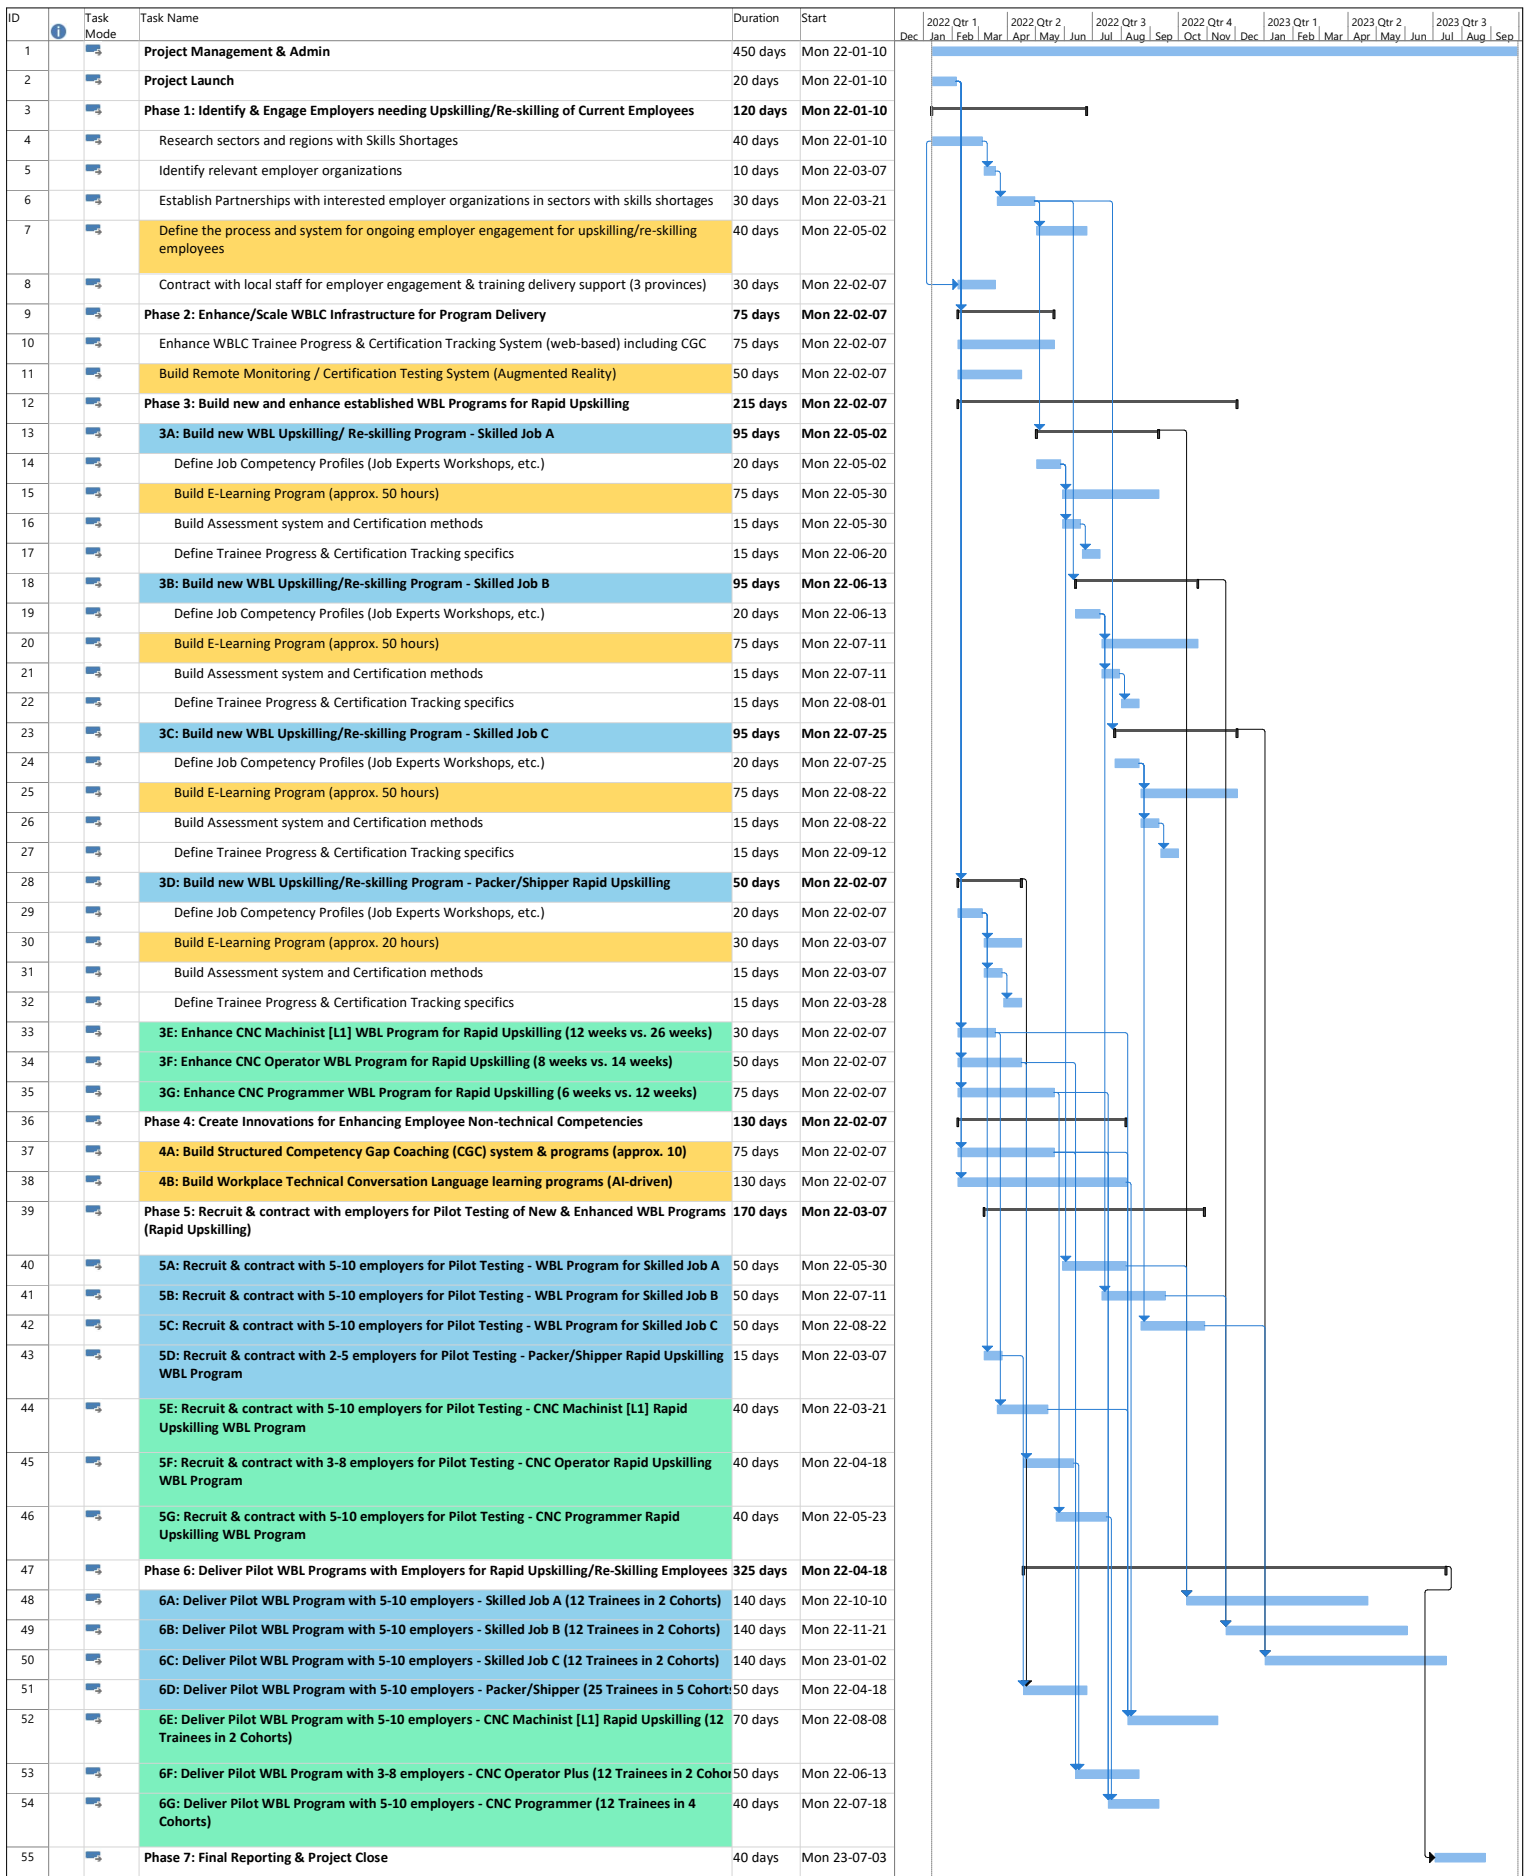 ID Task Mode Task Name Duration Start
2022 Qtr 1 2022 Qtr 2 2022 Qtr 3 2022 Qtr 4 2023 Qtr 1 2023 Qtr 2 2023 Qtr 3
Dec Jan Feb Mar Apr May Jun Jul Aug Sep Oct Nov Dec Jan Feb Mar Apr May Jun Jul Aug Sep
1 Project Management & Admin 450 days Mon 22-01-10
2 Project Launch 20 days Mon 22-01-10
3 Phase 1: Identify & Engage Employers needing Upskilling/Re-skilling of Current Employees 120 days Mon 22-01-10
4 Research sectors and regions with Skills Shortages 40 days Mon 22-01-10
5 Identify relevant employer organizations 10 days Mon 22-03-07
6 Establish Partnerships with interested employer organizations in sectors with skills shortages 30 days Mon 22-03-21
7 Define the process and system for ongoing employer engagement for upskilling/re-skilling 40 days Mon 22-05-02
employees
8 Contract with local staff for employer engagement & training delivery support (3 provinces) 30 days Mon 22-02-07
9 Phase 2: Enhance/Scale WBLC Infrastructure for Program Delivery 75 days Mon 22-02-07
10 Enhance WBLC Trainee Progress & Certification Tracking System (web-based) including CGC 75 days Mon 22-02-07
11 Build Remote Monitoring / Certification Testing System (Augmented Reality) 50 days Mon 22-02-07
12 Phase 3: Build new and enhance established WBL Programs for Rapid Upskilling 215 days Mon 22-02-07
13 3A: Build new WBL Upskilling/ Re-skilling Program - Skilled Job A 95 days Mon 22-05-02
14 Define Job Competency Profiles (Job Experts Workshops, etc.) 20 days Mon 22-05-02
15 Build E-Learning Program (approx. 50 hours) 75 days Mon 22-05-30
16 Build Assessment system and Certification methods 15 days Mon 22-05-30
17 Define Trainee Progress & Certification Tracking specifics 15 days Mon 22-06-20
18 3B: Build new WBL Upskilling/Re-skilling Program - Skilled Job B 95 days Mon 22-06-13
19 Define Job Competency Profiles (Job Experts Workshops, etc.) 20 days Mon 22-06-13
20 Build E-Learning Program (approx. 50 hours) 75 days Mon 22-07-11
21 Build Assessment system and Certification methods 15 days Mon 22-07-11
22 Define Trainee Progress & Certification Tracking specifics 15 days Mon 22-08-01
23 3C: Build new WBL Upskilling/Re-skilling Program - Skilled Job C 95 days Mon 22-07-25
24 Define Job Competency Profiles (Job Experts Workshops, etc.) 20 days Mon 22-07-25
25 Build E-Learning Program (approx. 50 hours) 75 days Mon 22-08-22
26 Build Assessment system and Certification methods 15 days Mon 22-08-22
27 Define Trainee Progress & Certification Tracking specifics 15 days Mon 22-09-12
28 3D: Build new WBL Upskilling/Re-skilling Program - Packer/Shipper Rapid Upskilling 50 days Mon 22-02-07
29 Define Job Competency Profiles (Job Experts Workshops, etc.) 20 days Mon 22-02-07
30 Build E-Learning Program (approx. 20 hours) 30 days Mon 22-03-07
31 Build Assessment system and Certification methods 15 days Mon 22-03-07
32 Define Trainee Progress & Certification Tracking specifics 15 days Mon 22-03-28
33 3E: Enhance CNC Machinist [L1] WBL Program for Rapid Upskilling (12 weeks vs. 26 weeks) 30 days Mon 22-02-07
34 3F: Enhance CNC Operator WBL Program for Rapid Upskilling (8 weeks vs. 14 weeks) 50 days Mon 22-02-07
35 3G: Enhance CNC Programmer WBL Program for Rapid Upskilling (6 weeks vs. 12 weeks) 75 days Mon 22-02-07
36 Phase 4: Create Innovations for Enhancing Employee Non-technical Competencies 130 days Mon 22-02-07
37 4A: Build Structured Competency Gap Coaching (CGC) system & programs (approx. 10) 75 days Mon 22-02-07
38 4B: Build Workplace Technical Conversation Language learning programs (AI-driven) 130 days Mon 22-02-07
39 Phase 5: Recruit & contract with employers for Pilot Testing of New & Enhanced WBL Programs 170 days Mon 22-03-07
(Rapid Upskilling)
40 5A: Recruit & contract with 5-10 employers for Pilot Testing - WBL Program for Skilled Job A 50 days Mon 22-05-30
41 5B: Recruit & contract with 5-10 employers for Pilot Testing - WBL Program for Skilled Job B 50 days Mon 22-07-11
42 5C: Recruit & contract with 5-10 employers for Pilot Testing - WBL Program for Skilled Job C 50 days Mon 22-08-22
43 5D: Recruit & contract with 2-5 employers for Pilot Testing - Packer/Shipper Rapid Upskilling 15 days Mon 22-03-07
WBL Program
44 5E: Recruit & contract with 5-10 employers for Pilot Testing - CNC Machinist [L1] Rapid 40 days Mon 22-03-21
Upskilling WBL Program
45 5F: Recruit & contract with 3-8 employers for Pilot Testing - CNC Operator Rapid Upskilling 40 days Mon 22-04-18
WBL Program
46 5G: Recruit & contract with 5-10 employers for Pilot Testing - CNC Programmer Rapid 40 days Mon 22-05-23
Upskilling WBL Program
47 Phase 6: Deliver Pilot WBL Programs with Employers for Rapid Upskilling/Re-Skilling Employees 325 days Mon 22-04-18
48 6A: Deliver Pilot WBL Program with 5-10 employers - Skilled Job A (12 Trainees in 2 Cohorts) 140 days Mon 22-10-10
49 6B: Deliver Pilot WBL Program with 5-10 employers - Skilled Job B (12 Trainees in 2 Cohorts) 140 days Mon 22-11-21
50 6C: Deliver Pilot WBL Program with 5-10 employers - Skilled Job C (12 Trainees in 2 Cohorts) 140 days Mon 23-01-02
51 6D: Deliver Pilot WBL Program with 5-10 employers - Packer/Shipper (25 Trainees in 5 Cohorts 50 days Mon 22-04-18
52 6E: Deliver Pilot WBL Program with 5-10 employers - CNC Machinist [L1] Rapid Upskilling (12 70 days Mon 22-08-08
Trainees in 2 Cohorts)
53 6F: Deliver Pilot WBL Program with 3-8 employers - CNC Operator Plus (12 Trainees in 2 Cohor 50 days Mon 22-06-13
54 6G: Deliver Pilot WBL Program with 5-10 employers - CNC Programmer (12 Trainees in 4 40 days Mon 22-07-18
Cohorts)
55 Phase 7: Final Reporting & Project Close 40 days Mon 23-07-03